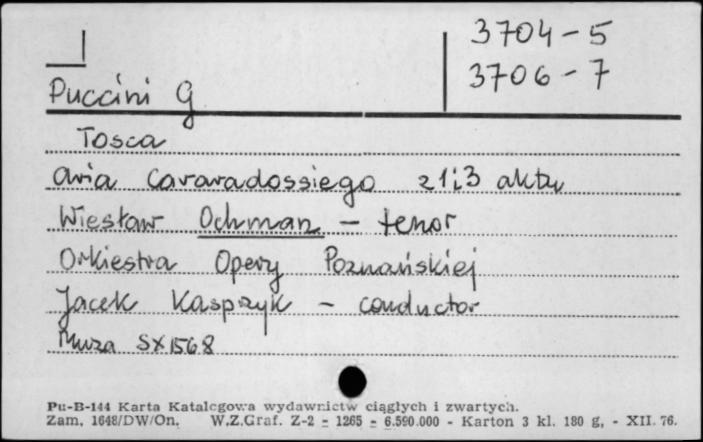 3704-5
3706-7
Puccini G
Tosca
Aria Cavaradossiego z 1 i 3 aktu
Wiesław Ochman - tenor
Orkiestra Opery Poznańskiej
Jacek Kasprzyk - conductor
Muza SX 1568
Pu-B-144 Karta Katalogowa wydawnictw ciągłych i zwartych.
Zam. 1648/DW/On. W.Z.Graf. Z-2 - 1265 - 6.590.000 - Karton 3 kl. 180 g, - XII. 76.